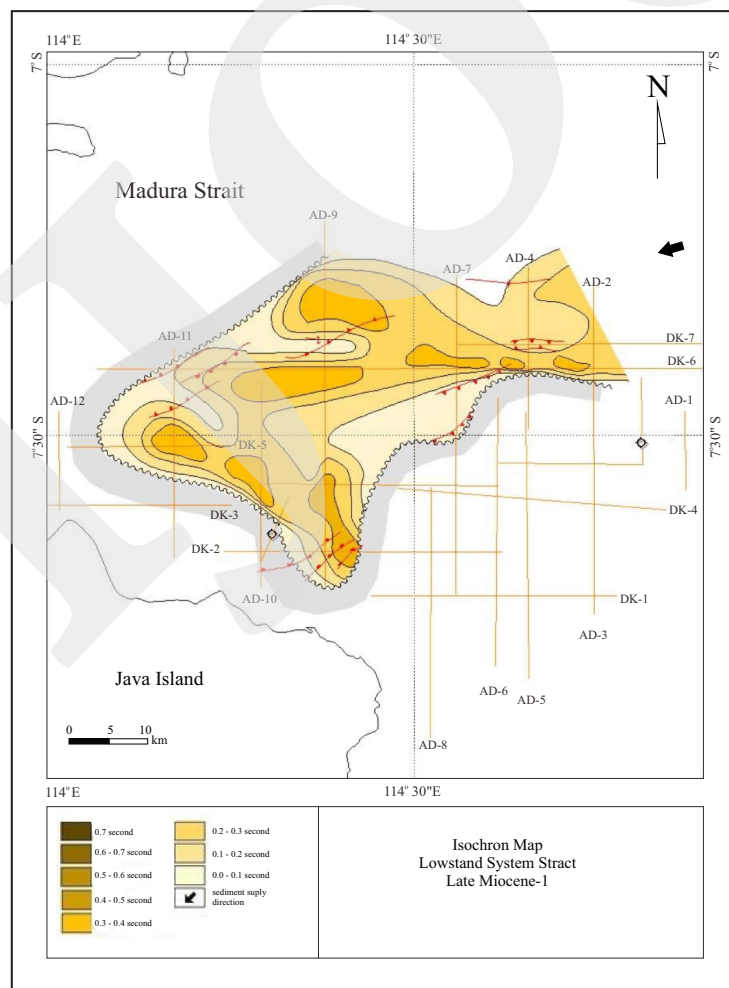 114° E
114° 30"E
7° S
7° S
N
Madura Strait
AD-9
AD-7
AD-4
AD-2
AD-11
DK-7
DK-6
AD-12
AD-1
7°30" S
7°30" S
DK-5
DK-3
DK-4
DK-2
AD-10
DK-1
AD-3
Java Island
AD-6
AD-5
0 5 10
km
AD-8
114° E
114° 30"E
0.7 second
0.6 - 0.7 second
0.5 - 0.6 second
0.4 - 0.5 second
0.3 - 0.4 second
0.2 - 0.3 second
0.1 - 0.2 second
0.0 - 0.1 second
sediment suply
direction
Isochron Map
Lowstand System Stract
Late Miocene-1